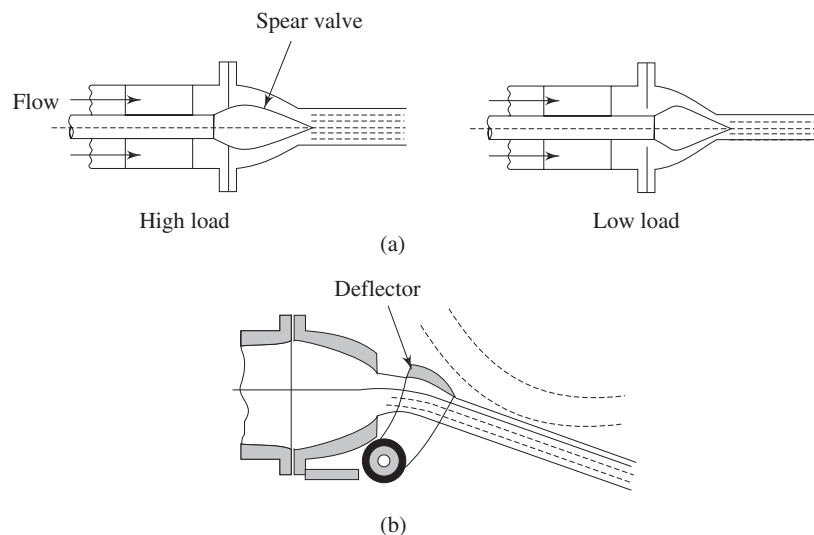 Spear valve
Flow
High load
Low load
(a)
Deflector
(b)